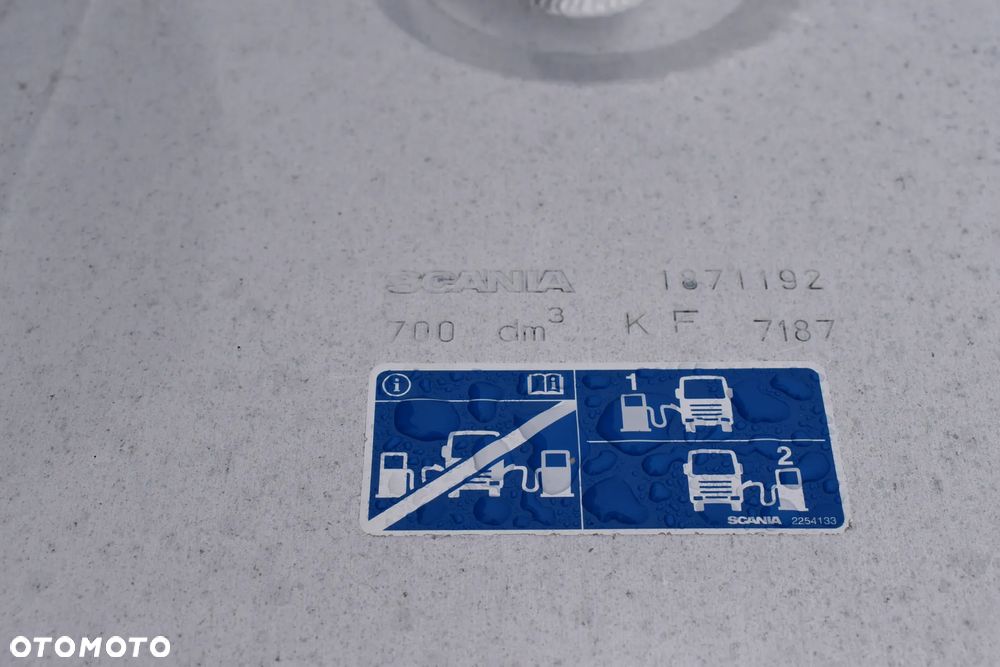 SCANIA 1871192
700 dm³ KF 7187
i i
1
2
SCANIA 2254133
OTOMOTO